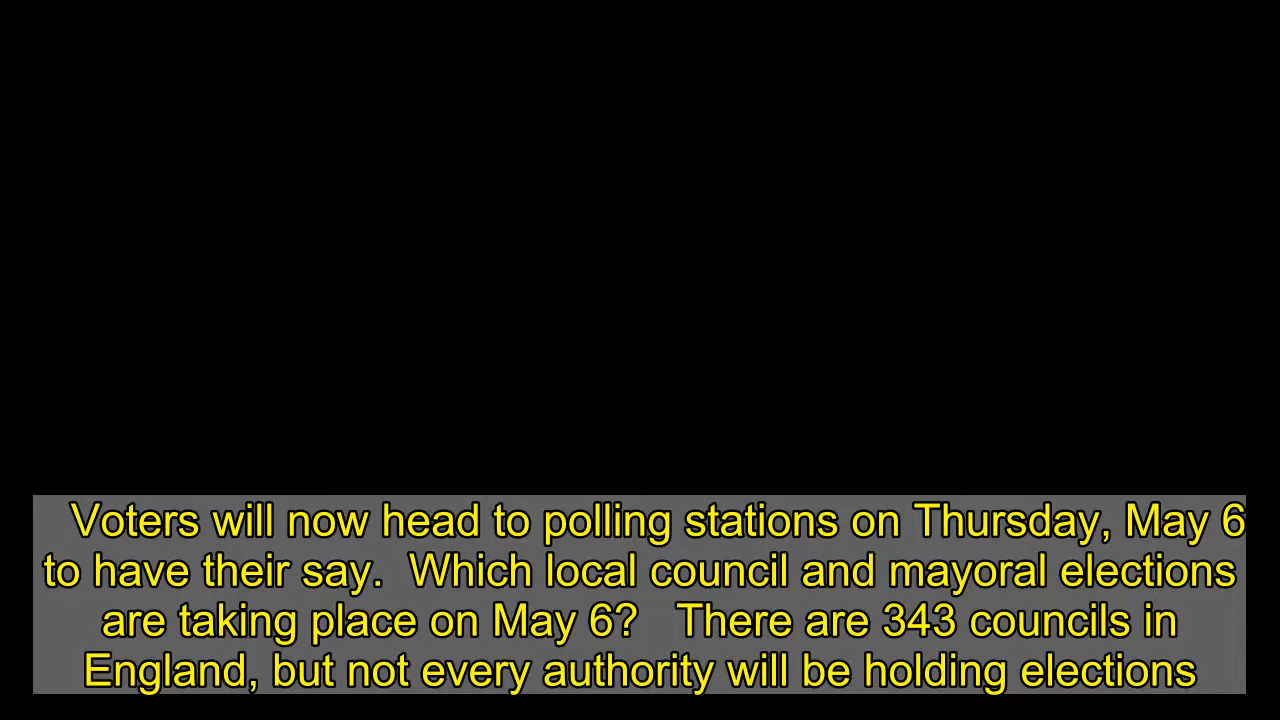 Voters will now head to polling stations on Thursday, May 6
to have their say. Which local council and mayoral elections
are taking place on May 6? There are 343 councils in
England, but not every authority will be holding elections